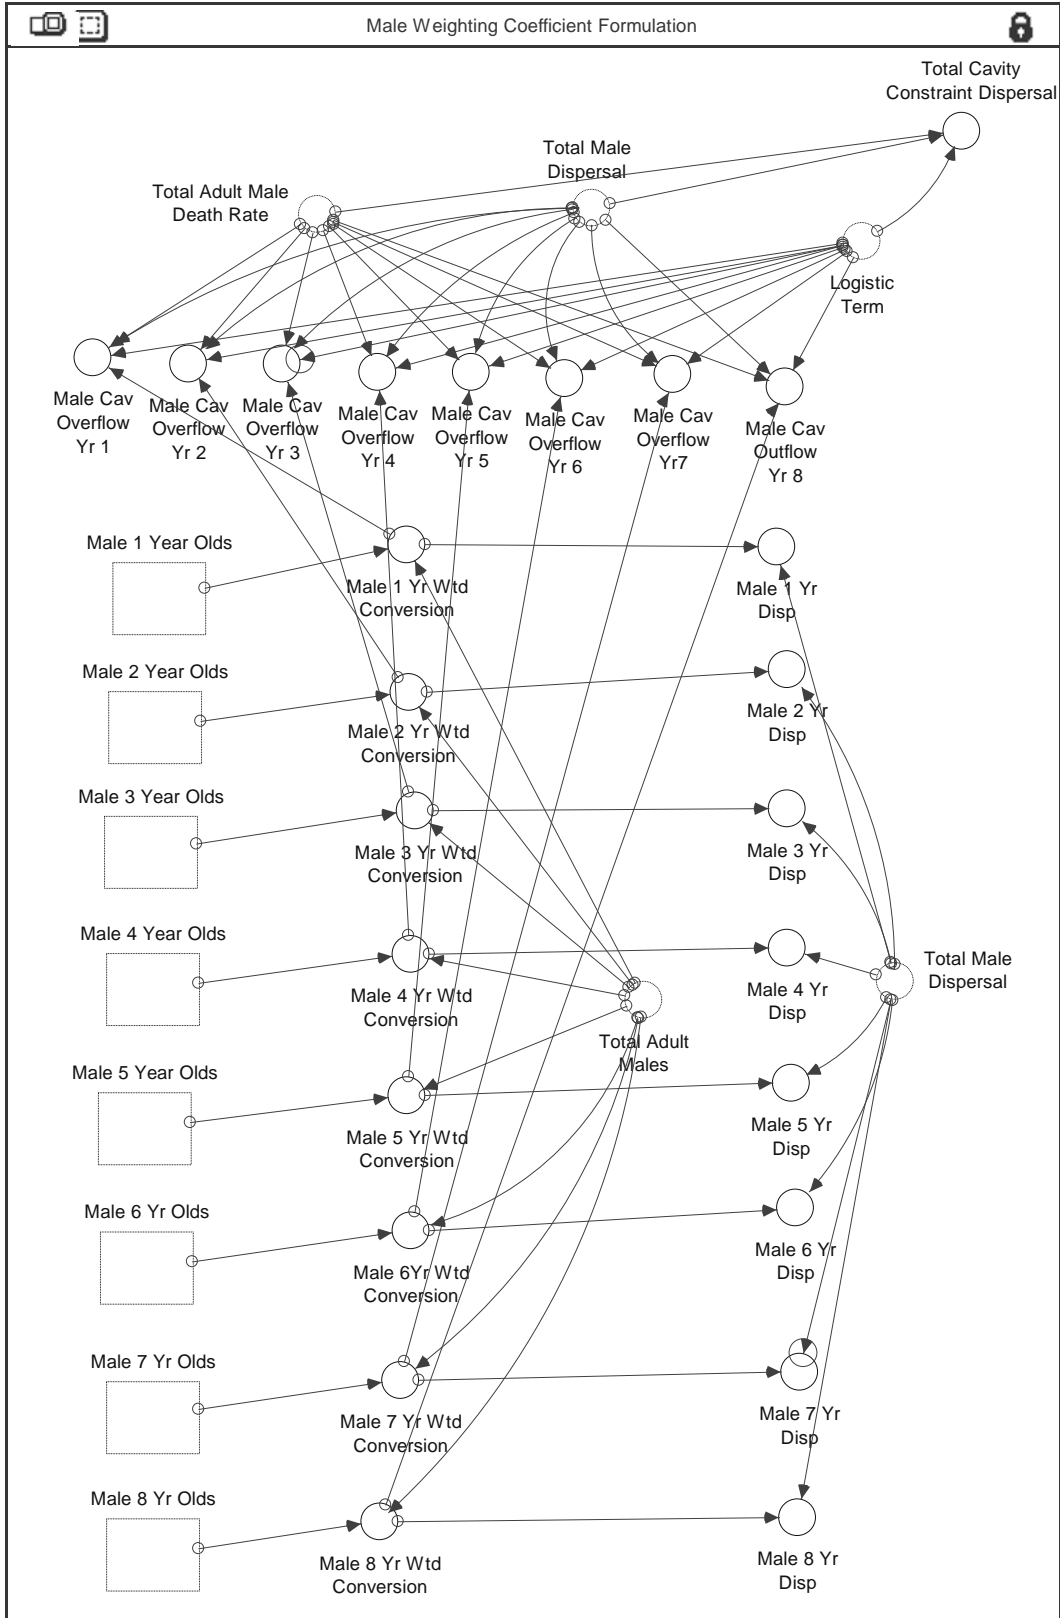 Male Weighting Coefficient Formulation
Total Cavity
Constraint Dispersal
Total Male
Dispersal
Total Adult Male
Death Rate
Logistic
Term
Male Cav
Overflow
Yr 1
Male Cav
Overflow
Yr 2
Male Cav
Overflow
Yr 3
Male Cav
Overflow
Yr 4
Male Cav
Overflow
Yr 5
Male Cav
Overflow
Yr 6
Male Cav
Overflow
Yr7
Male Cav
Outflow
Yr 8
Male 1 Year Olds
Male 1 Yr Wtd
Conversion
Male 1 Yr
Disp
Male 2 Year Olds
Male 2 Yr Wtd
Conversion
Male 2 Yr
Disp
Male 3 Year Olds
Male 3 Yr Wtd
Conversion
Male 3 Yr
Disp
Male 4 Year Olds
Male 4 Yr Wtd
Conversion
Male 4 Yr
Disp
Total Male
Dispersal
Total Adult
Males
Male 5 Year Olds
Male 5 Yr Wtd
Conversion
Male 5 Yr
Disp
Male 6 Yr Olds
Male 6Yr Wtd
Conversion
Male 6 Yr
Disp
Male 7 Yr Olds
Male 7 Yr Wtd
Conversion
Male 7 Yr
Disp
Male 8 Yr Olds
Male 8 Yr Wtd
Conversion
Male 8 Yr
Disp